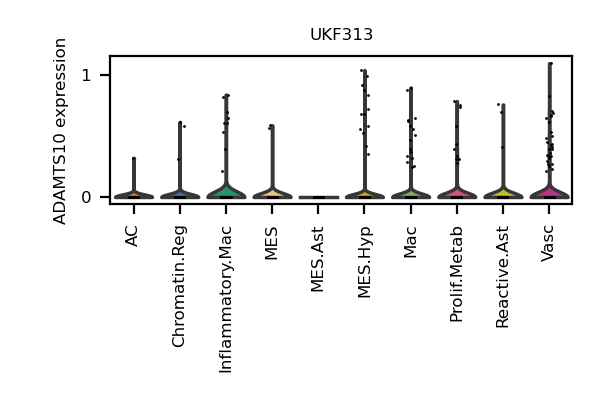 UKF313
ADAMTS10 expression
1
0
AC
Chromatin.Reg
Inflammatory.Mac
MES
MES.Ast
MES.Hyp
Mac
Prolif.Metab
Reactive.Ast
Vasc